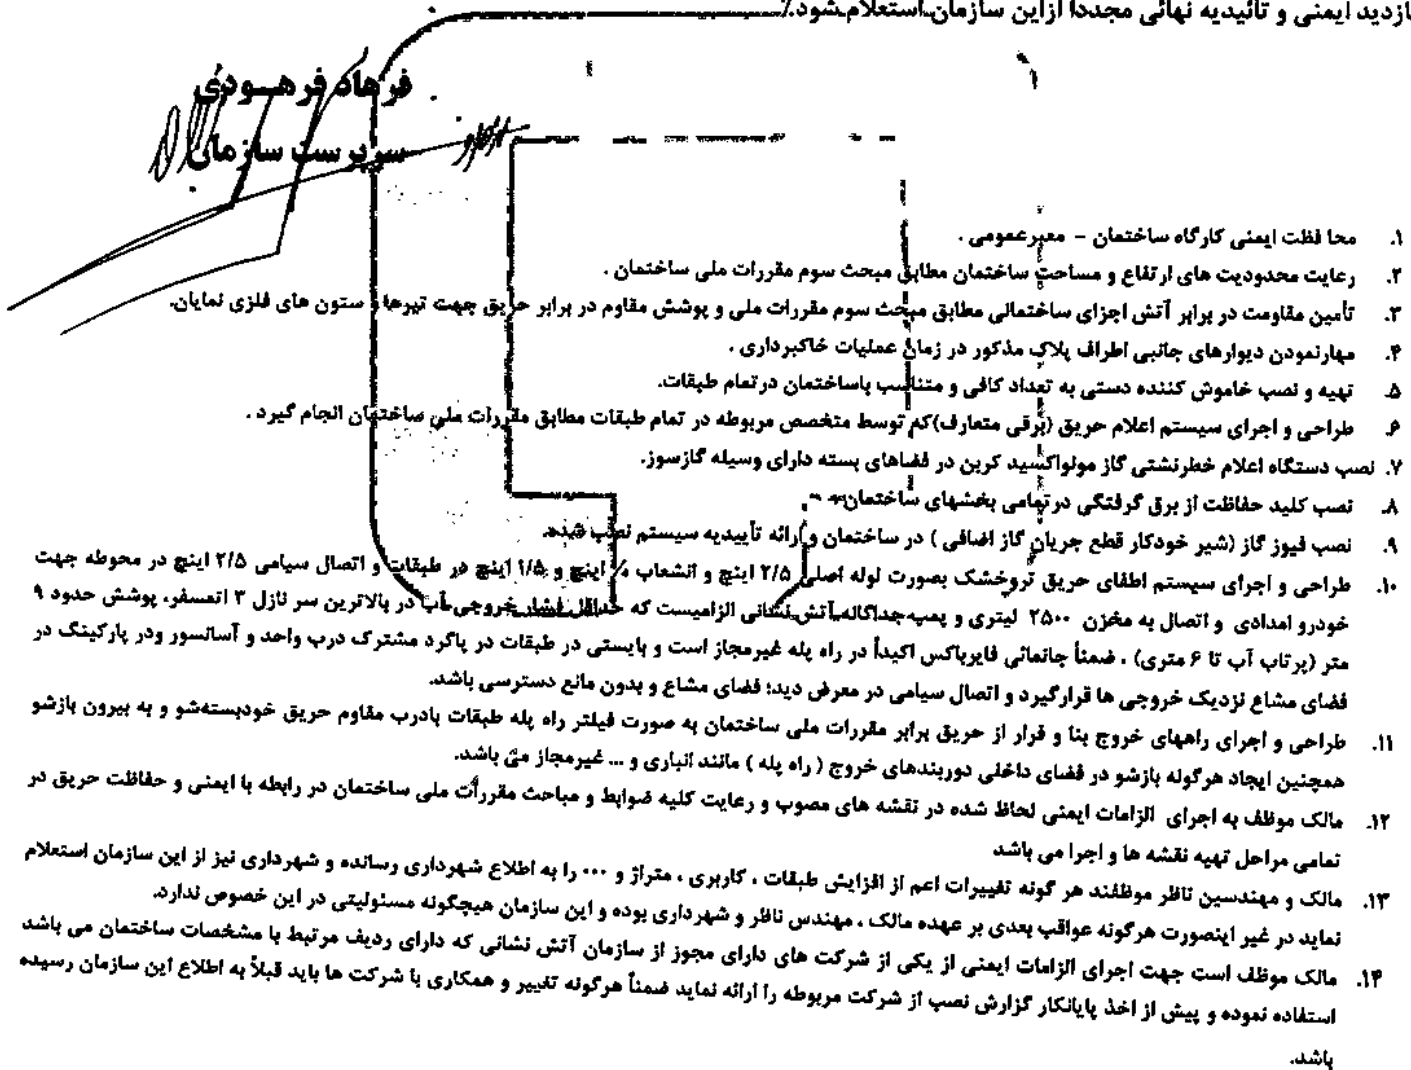 بازدید ایمنی و تائیدیه نهائی مجددا ازاین سازمان استعلام شود./
فرهاد فرهودی
سرپرست سازمان
۱. محا فظت ایمنی کارگاه ساختمان – معبرعمومی .
۲. رعایت محدودیت های ارتفاع و مساحت ساختمان مطابق مبحث سوم مقررات ملی ساختمان .
۳. تأمین مقاومت در برابر آتش اجزای ساختمانی مطابق مبحث سوم مقررات ملی و پوشش مقاوم در برابر حریق جهت تیرها و ستون های فلزی نمایان.
۴. مهارنمودن دیوارهای جانبی اطراف پلاک مذکور در زمان عملیات خاکبرداری .
۵. تهیه و نصب خاموش کننده دستی به تعداد کافی و متناسب باساختمان درتمام طبقات.
۶. طراحی و اجرای سیستم اعلام حریق (برقی متعارف)که توسط متخصص مربوطه در تمام طبقات مطابق مقررات ملی ساختمان انجام گیرد .
۷. نصب دستگاه اعلام خطرنشتی گاز مونواکسید کربن در فضاهای بسته دارای وسیله گازسوز.
۸. نصب کلید حفاظت از برق گرفتگی درتمامی بخشهای ساختمان
۹. نصب فیوز گاز (شیر خودکار قطع جریان گاز اضافی ) در ساختمان و ارائه تأییدیه سیستم نصب شده.
۱۰. طراحی و اجرای سیستم اطفای حریق تروخشک بصورت لوله اصلی ۲/۵ اینچ و انشعاب اینچ و ۱/۵ اینچ در طبقات و اتصال سیامی ۲/۵ اینچ در محوطه جهت
خودرو امدادی و اتصال به مخزن ۲۵۰۰ لیتری و پمپ جداگانه آتش نشانی الزامیست که حداقل فشار خروجی آب در بالاترین سر نازل ۳ اتمسفر، پوشش حدود ۹
متر (پرتاب آب تا ۶ متری) . ضمناً جانمائی فایرباکس اکیداً در راه پله غیرمجاز است و بایستی در طبقات در پاگرد مشترک درب واحد و آسانسور ودر پارکینگ در
فضای مشاع نزدیک خروجی ها قرارگیرد و اتصال سیامی در معرض دید؛ فضای مشاع و بدون مانع دسترسی باشد.
۱۱. طراحی و اجرای راههای خروج بنا و فرار از حریق برابر مقررات ملی ساختمان به صورت فیلتر راه پله طبقات بادرب مقاوم حریق خودبسته‌شو و به بیرون بازشو
همچنین ایجاد هرگونه بازشو در فضای داخلی دوربندهای خروج ( راه پله ) مانند انباری و ... غیرمجاز می باشد.
۱۲. مالک موظف به اجرای الزامات ایمنی لحاظ شده در نقشه های مصوب و رعایت کلیه ضوابط و مباحث مقررات ملی ساختمان در رابطه با ایمنی و حفاظت حریق در
تمامی مراحل تهیه نقشه ها و اجرا می باشد
۱۳. مالک و مهندسین ناظر موظفند هر گونه تغییرات اعم از افزایش طبقات ، کاربری ، متراژ و ... را به اطلاع شهرداری رسانده و شهرداری نیز از این سازمان استعلام
نماید در غیر اینصورت هرگونه عواقب بعدی بر عهده مالک ، مهندس ناظر و شهرداری بوده و این سازمان هیچگونه مسئولیتی در این خصوص ندارد.
۱۴. مالک موظف است جهت اجرای الزامات ایمنی از یکی از شرکت های دارای مجوز از سازمان آتش نشانی که دارای ردیف مرتبط با مشخصات ساختمان می باشد
استفاده نموده و پیش از اخذ پایانکار گزارش نصب از شرکت مربوطه را ارائه نماید ضمناً هرگونه تغییر و همکاری با شرکت ها باید قبلاً به اطلاع این سازمان رسیده
باشد.